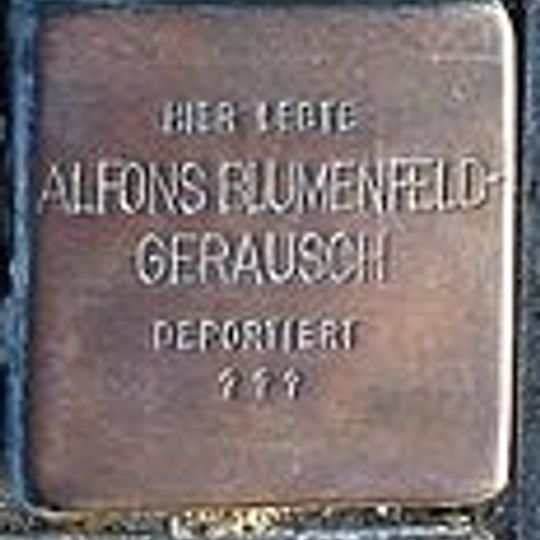 HIER LEBTE
ALFONS BLUMENFELD-
GERAUSCH
DEPORTIERT
? ? ?